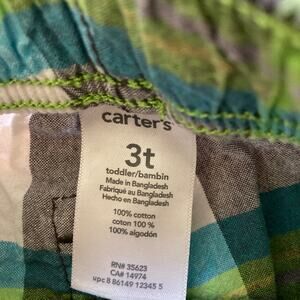 carter's
3t
toddler/bambin
Made in Bangladesh
Fabriqué au Bangladesh
Hecho en Bangladesh
100% cotton
coton 100 %
100% algodón
RN# 35623
CA# 14974
upc 8 86149 12345 5